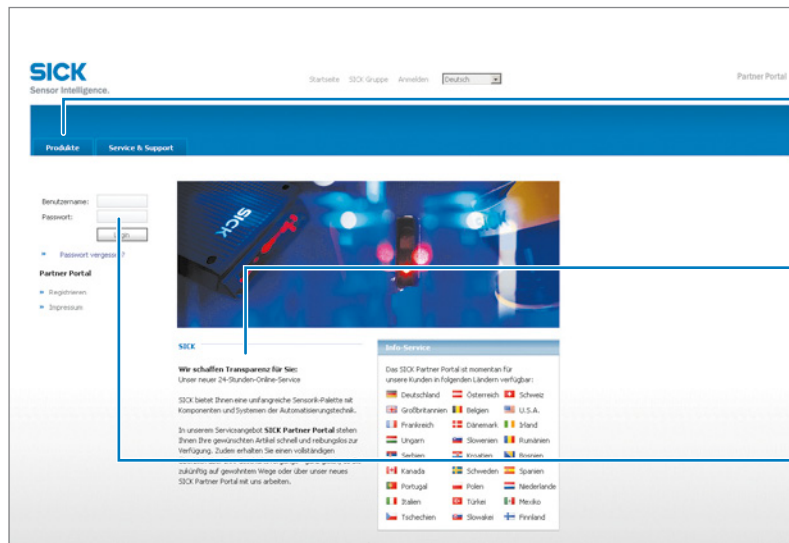 SICK
Sensor Intelligence.
Startseite SICK Gruppe Anmelden Deutsch
Partner Portal
Produkte Service & Support
Benutzername:
Passwort:
Login
» Passwort vergessen?
Partner Portal
» Registrieren
» Impressum
SICK
SICK
SICK
Wir schaffen Transparenz für Sie:
Unser neuer 24-Stunden-Online-Service
SICK bietet Ihnen eine umfangreiche Sensorik-Palette mit
Komponenten und Systemen der Automatisierungstechnik.
In unserem Serviceangebot SICK Partner Portal stehen
Ihnen Ihre gewünschten Artikel schnell und reibungslos zur
Verfügung. Zudem erhalten Sie einen vollständigen
zukünftig auf gewohntem Wege oder über unser neues
SICK Partner Portal mit uns arbeiten.
Info-Service
Das SICK Partner Portal ist momentan für
unsere Kunden in folgenden Ländern verfügbar:
Deutschland Österreich Schweiz
Großbritannien Belgien U.S.A.
Frankreich Dänemark Irland
Ungarn Slowenien Rumänien
Serbien Kroatien Bosnien
Kanada Schweden Spanien
Portugal Polen Niederlande
Italien Türkei Mexiko
Tschechien Slowakei Finnland